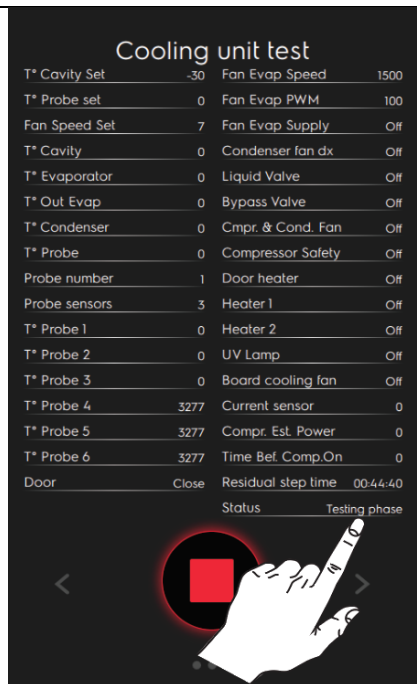 Cooling unit test
T° Cavity Set -30 Fan Evap Speed 1500
T° Probe set 0 Fan Evap PWM 100
Fan Speed Set 7 Fan Evap Supply Off
T° Cavity 0 Condenser fan dx Off
T° Evaporator 0 Liquid Valve Off
T° Out Evap 0 Bypass Valve Off
T° Condenser 0 Cmpr. & Cond. Fan Off
T° Probe 0 Compressor Safety Off
Probe number 1 Door heater Off
Probe sensors 3 Heater 1 Off
T° Probe 1 0 Heater 2 Off
T° Probe 2 0 UV Lamp Off
T° Probe 3 0 Board cooling fan Off
T° Probe 4 3277 Current sensor 0
T° Probe 5 3277 Compr. Est. Power 0
T° Probe 6 3277 Time Bef. Comp.On 0
Door Close Residual step time 00:44:40
Status Testing phase